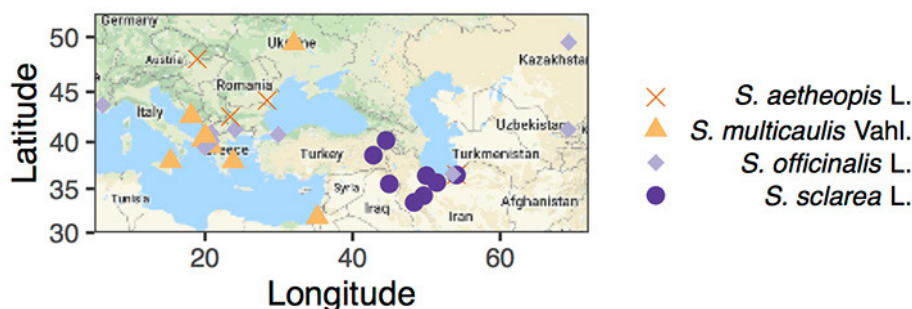 Germany
50
Ukraine
Austria
Kazakhstan
45
Romania
Italy
Uzbekistan
40
Greece
Turkey
Turkmenistan
35
Syria
Tunisia
Iraq
Iran
Afghanistan
30
20
40
60
Latitude
Longitude
S. aetheopis L.
S. multicaulis Vahl.
S. officinalis L.
S. sclarea L.